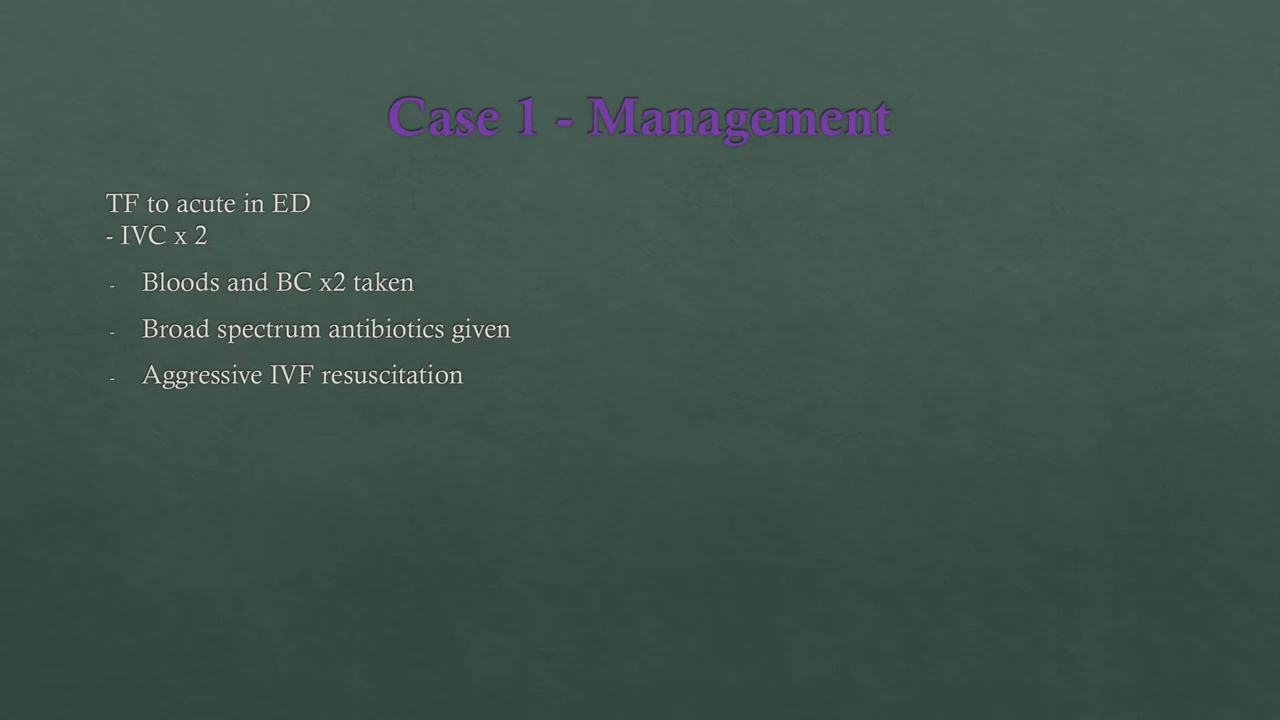 Case 1 - Management
TF to acute in ED
- IVC x 2
- Bloods and BC x2 taken
- Broad spectrum antibiotics given
- Aggressive IVF resuscitation